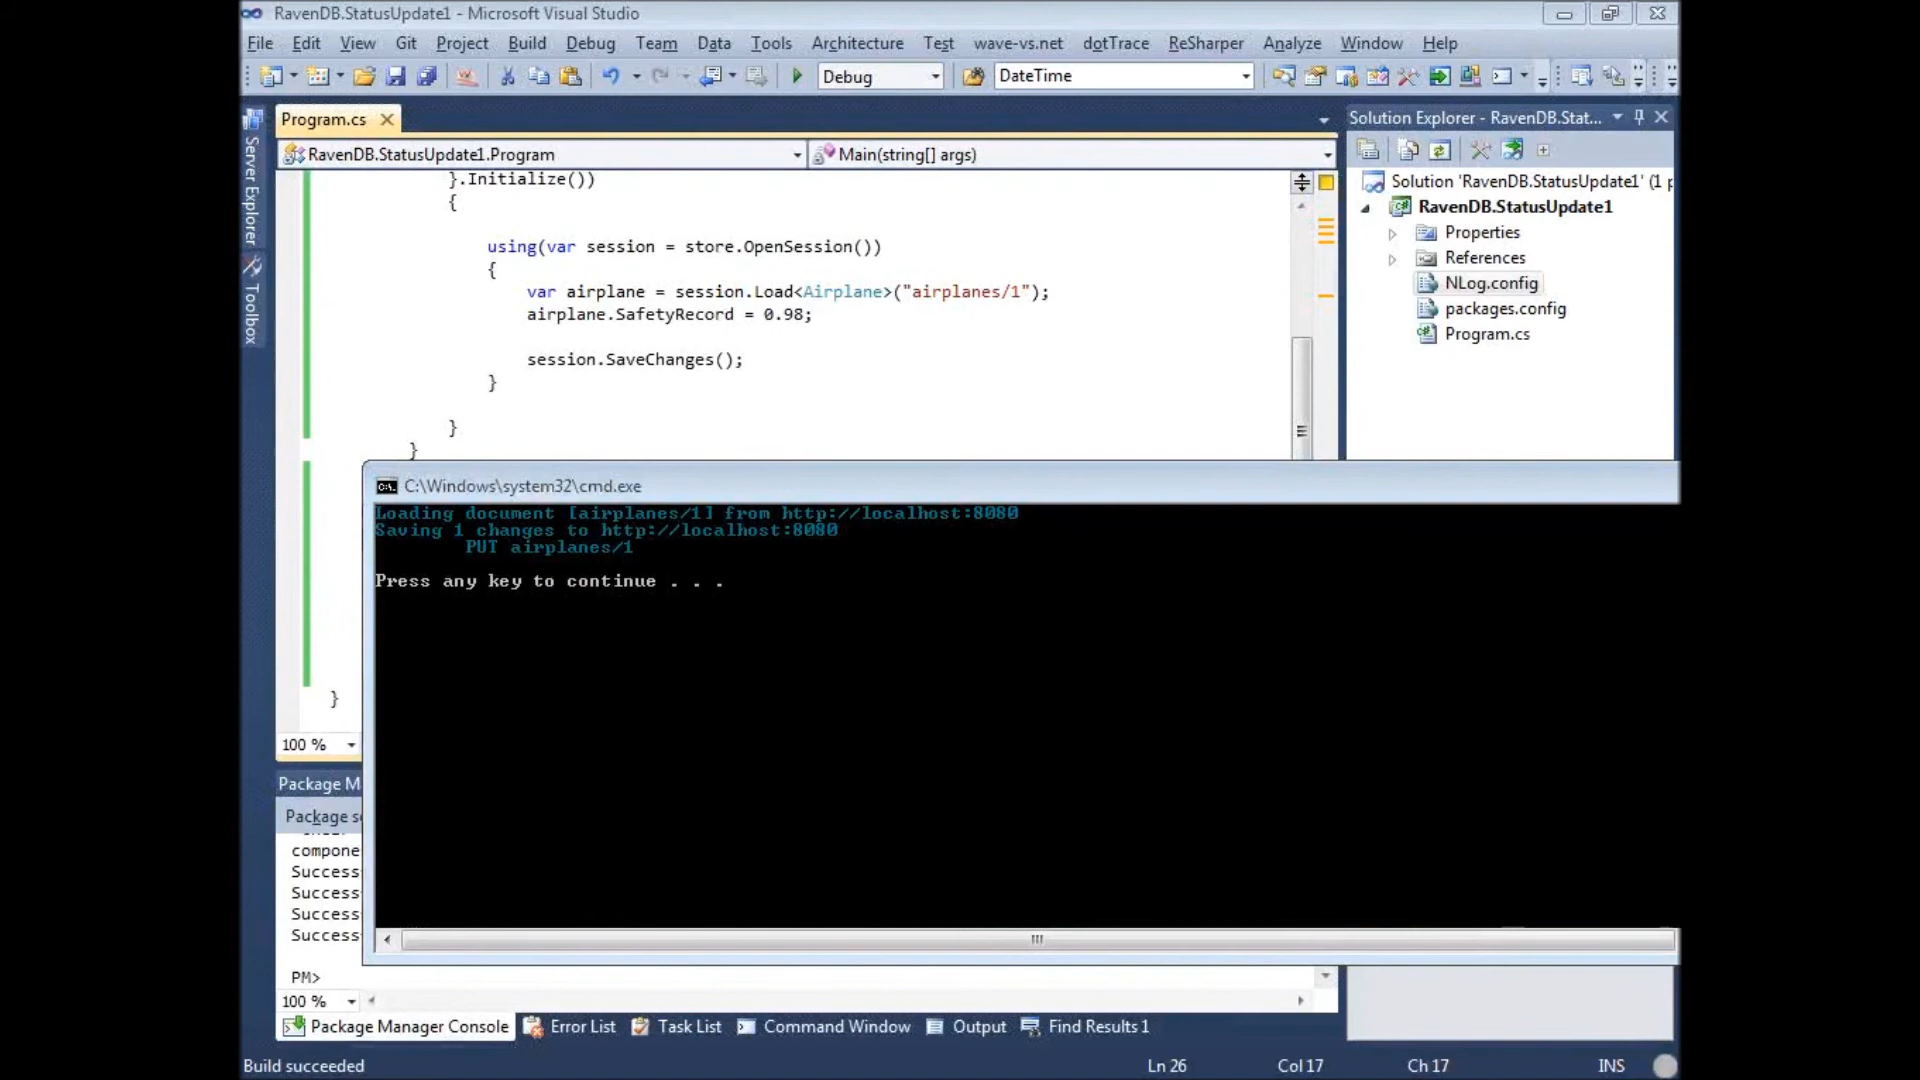 RavenDB.StatusUpdate1 - Microsoft Visual Studio
File Edit View Git Project Build Debug Team Data Tools Architecture Test wave-vs.net dotTrace ReSharper Analyze Window Help
Debug DateTime
Program.cs
RavenDB.StatusUpdate1.Program Main(string[] args)
}.Initialize())
{
using(var session = store.OpenSession())
{
var airplane = session.Load<Airplane>("airplanes/1");
airplane.SafetyRecord = 0.98;
session.SaveChanges();
}
}
}
}
100 %
Server Explorer
Toolbox
Solution Explorer - RavenDB.Stat...
Solution 'RavenDB.StatusUpdate1' (1 p
RavenDB.StatusUpdate1
Properties
References
NLog.config
packages.config
Program.cs
C:\Windows\system32\cmd.exe
Loading document [airplanes/1] from http://localhost:8080
Saving 1 changes to http://localhost:8080
PUT airplanes/1
Press any key to continue . . .
Package M
Package s
compone
Success
Success
Success
Success
PM>
100 %
Package Manager Console Error List Task List Command Window Output Find Results 1
Build succeeded Ln 26 Col 17 Ch 17 INS